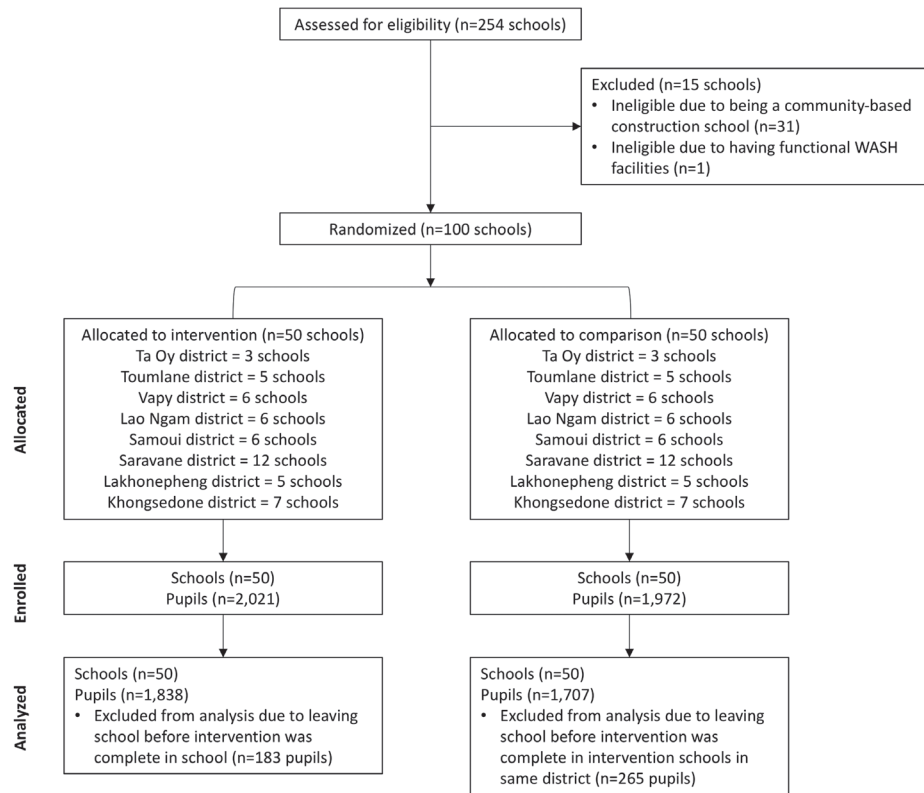 Assessed for eligibility (n=254 schools)
Excluded (n=15 schools)
• Ineligible due to being a community-based
construction school (n=31)
• Ineligible due to having functional WASH
facilities (n=1)
Randomized (n=100 schools)
Allocated
Allocated to intervention (n=50 schools)
Ta Oy district = 3 schools
Toumlane district = 5 schools
Vapy district = 6 schools
Lao Ngam district = 6 schools
Samoui district = 6 schools
Saravane district = 12 schools
Lakhonepheng district = 5 schools
Khongsedone district = 7 schools
Allocated to comparison (n=50 schools)
Ta Oy district = 3 schools
Toumlane district = 5 schools
Vapy district = 6 schools
Lao Ngam district = 6 schools
Samoui district = 6 schools
Saravane district = 12 schools
Lakhonepheng district = 5 schools
Khongsedone district = 7 schools
Enrolled
Schools (n=50)
Pupils (n=2,021)
Schools (n=50)
Pupils (n=1,972)
Analyzed
Schools (n=50)
Pupils (n=1,838)
• Excluded from analysis due to leaving
school before intervention was
complete in school (n=183 pupils)
Schools (n=50)
Pupils (n=1,707)
• Excluded from analysis due to leaving
school before intervention was
complete in intervention schools in
same district (n=265 pupils)